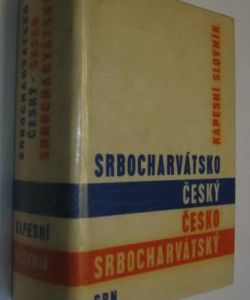 SRBOCHARVÁTSKO
ČESKÝ - ČESKO
SRBOCHARVÁTSKÝ
KAPESNÍ
SLOVNÍK
KAPESNÍ SLOVNÍK
SRBOCHARVÁTSKO
ČESKÝ
ČESKO
SRBOCHARVÁTSKÝ
SPN